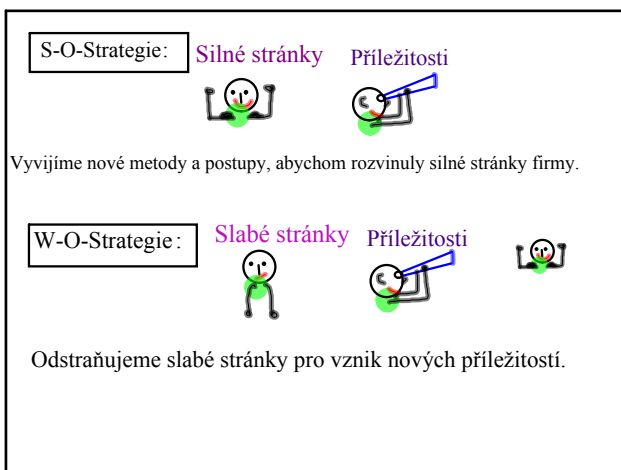 S-O-Strategie: Silné stránky Příležitosti
Vyvijíme nové metody a postupy, abychom rozvinuly silné stránky firmy.
W-O-Strategie: Slabé stránky Příležitosti
Odstraňujeme slabé stránky pro vznik nových příležitostí.